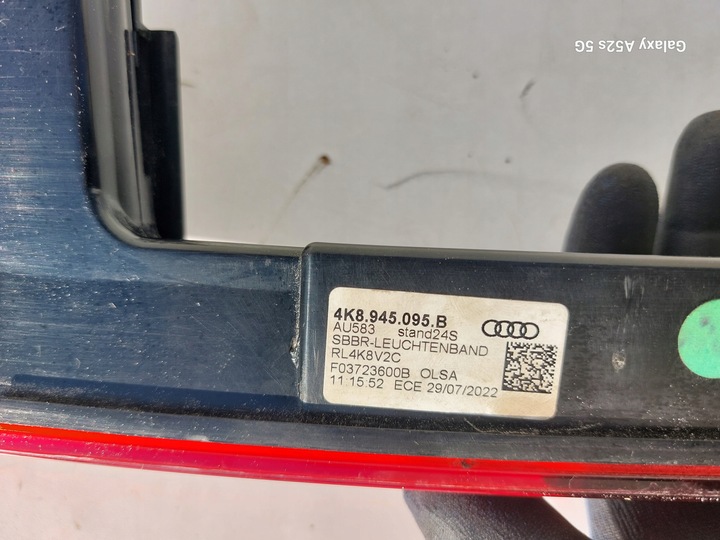 Galaxy A52s 5G
4K8.945.095.B
AU583 stand24S
SBBR-LEUCHTENBAND
RL4K8V2C
F03723600B OLSA
11:15:52 ECE 29/07/2022